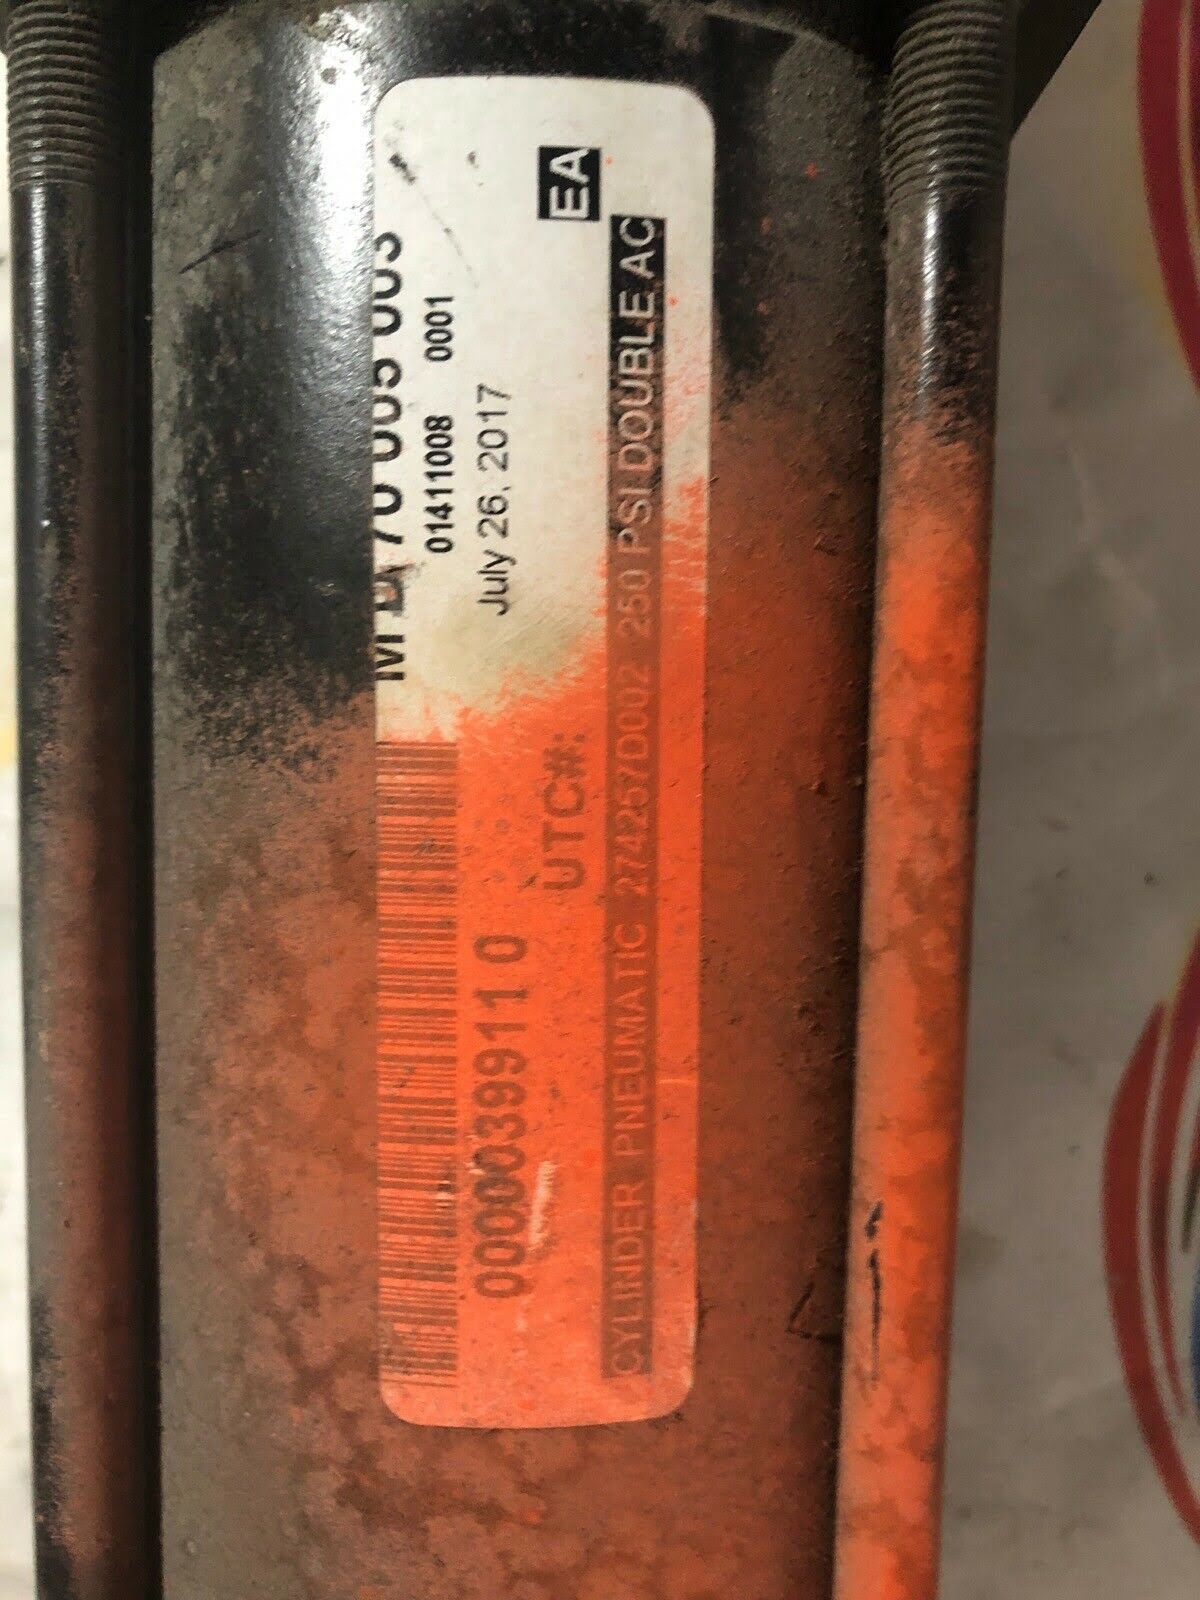 01411008 0001
July 26, 2017
0000039911 0
UTC#:
EA
CYLINDER PNEUMATIC 274257D002 250 PSI DOUBLE AC